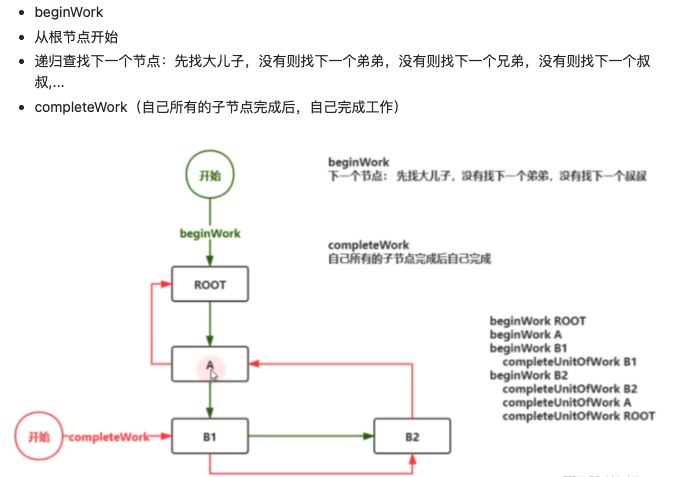 beginWork
从根节点开始
递归查找下一个节点：先找大儿子，没有则找下一个弟弟，没有则找下一个兄弟，没有则找下一个叔
叔,...
completeWork（自己所有的子节点完成后，自己完成工作）
开始
beginWork
下一个节点： 先找大儿子，没有找下一个弟弟，没有找下一个叔叔
beginWork
completeWork
自己所有的子节点完成后自己完成
ROOT
beginWork ROOT
beginWork A
beginWork B1
completeUnitOfWork B1
beginWork B2
completeUnitOfWork B2
completeUnitOfWork A
completeUnitOfWork ROOT
A
开始
completeWork
B1
B2